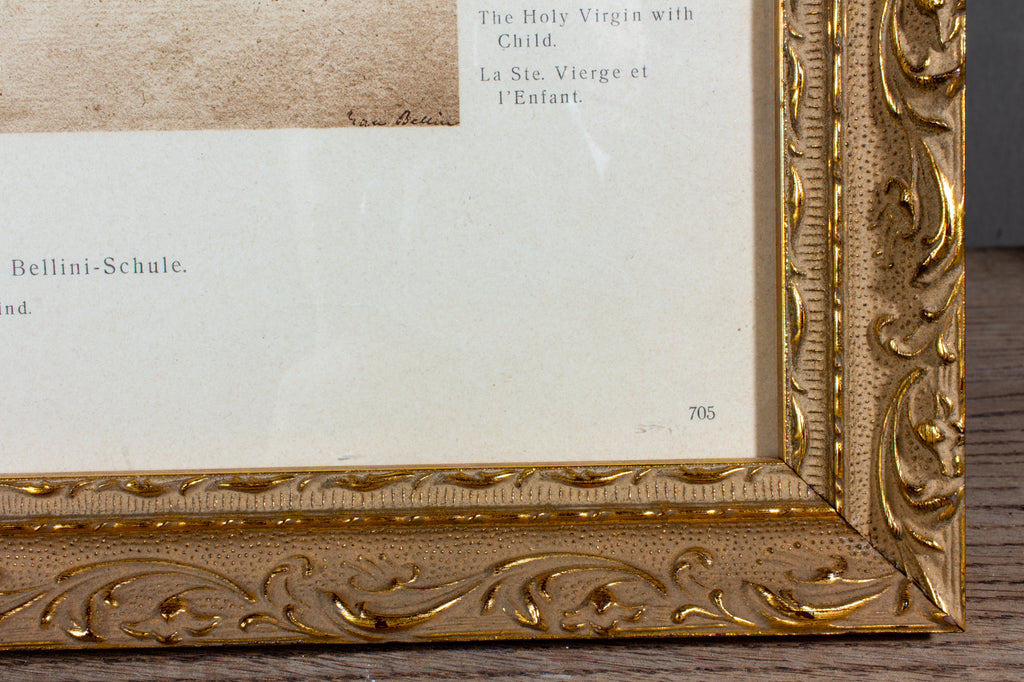 The Holy Virgin with
Child.
La Ste. Vierge et
l'Enfant.
Bellini-Schule.
ind.
705